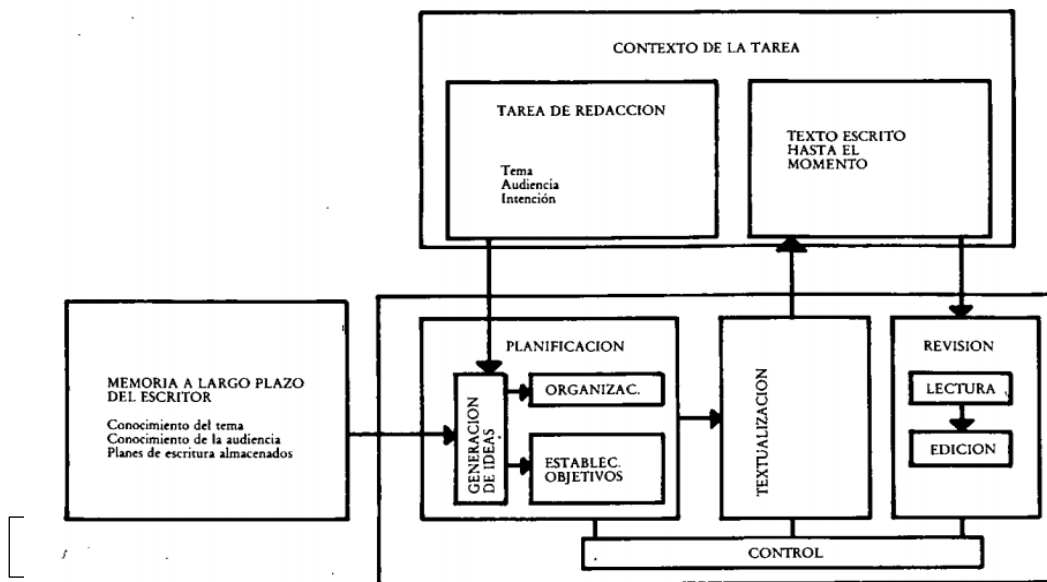 CONTEXTO DE LA TAREA
TAREA DE REDACCION
Tema
Audiencia
Intención
TEXTO ESCRITO
HASTA EL
MOMENTO
MEMORIA A LARGO PLAZO
DEL ESCRITOR
Conocimiento del tema
Conocimiento de la audiencia
Planes de escritura almacenados
PLANIFICACION
GENERACION
DE IDEAS
ORGANIZAC.
ESTABLEC.
OBJETIVOS
TEXTUALIZACION
REVISION
LECTURA
EDICION
CONTROL